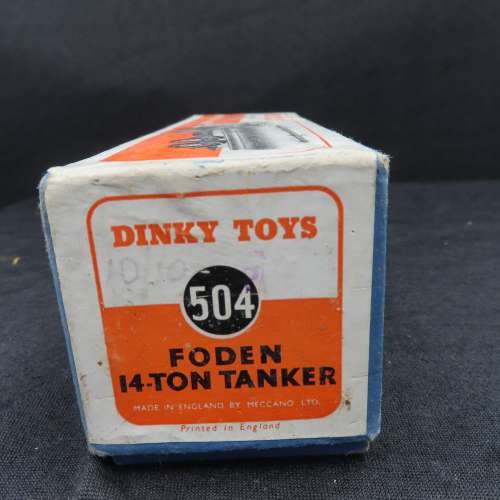 DINKY TOYS
504
FODEN
14-TON TANKER
MADE IN ENGLAND BY MECCANO LTD.
Printed in England